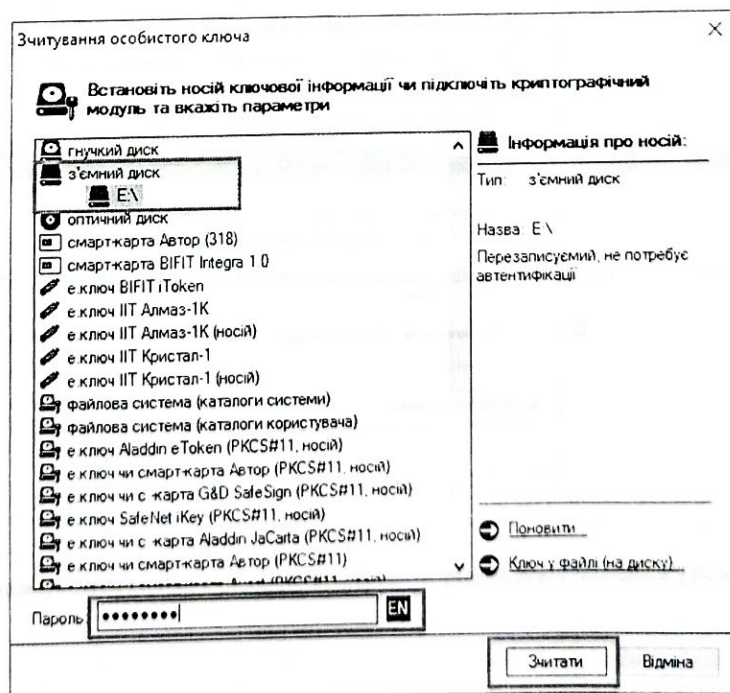 Зчитування особистого ключа
Встановіть носій ключової інформації чи підключіть криптографічний
модуль та вкажіть параметри
гнучкий диск
з'ємний диск
E:\
оптичний диск
смарт-карта Автор (318)
смарт-карта BIFIT Integra 1.0
е.ключ BIFIT iToken
е.ключ ІІТ Алмаз-1К
е.ключ ІІТ Алмаз-1К (носій)
е.ключ ІІТ Кристал-1
е.ключ ІІТ Кристал-1 (носій)
файлова система (каталоги системи)
файлова система (каталоги користувача)
е.ключ Aladdin eToken (PKCS#11, носій)
е.ключ чи смарт-карта Автор (PKCS#11, носій)
е.ключ чи с.-карта G&D SafeSign (PKCS#11, носій)
е.ключ SafeNet iKey (PKCS#11, носій)
е.ключ чи с.-карта Aladdin JaCarta (PKCS#11, носій)
е.ключ чи смарт-карта Автор (PKCS#11)
Інформація про носій:
Тип: з'ємний диск
Назва: E:\
Перезаписуємий, не потребує
автентифікації
Поновити...
Ключ у файлі (на диску)...
Пароль: ●●●●●●●● EN
Зчитати Відміна